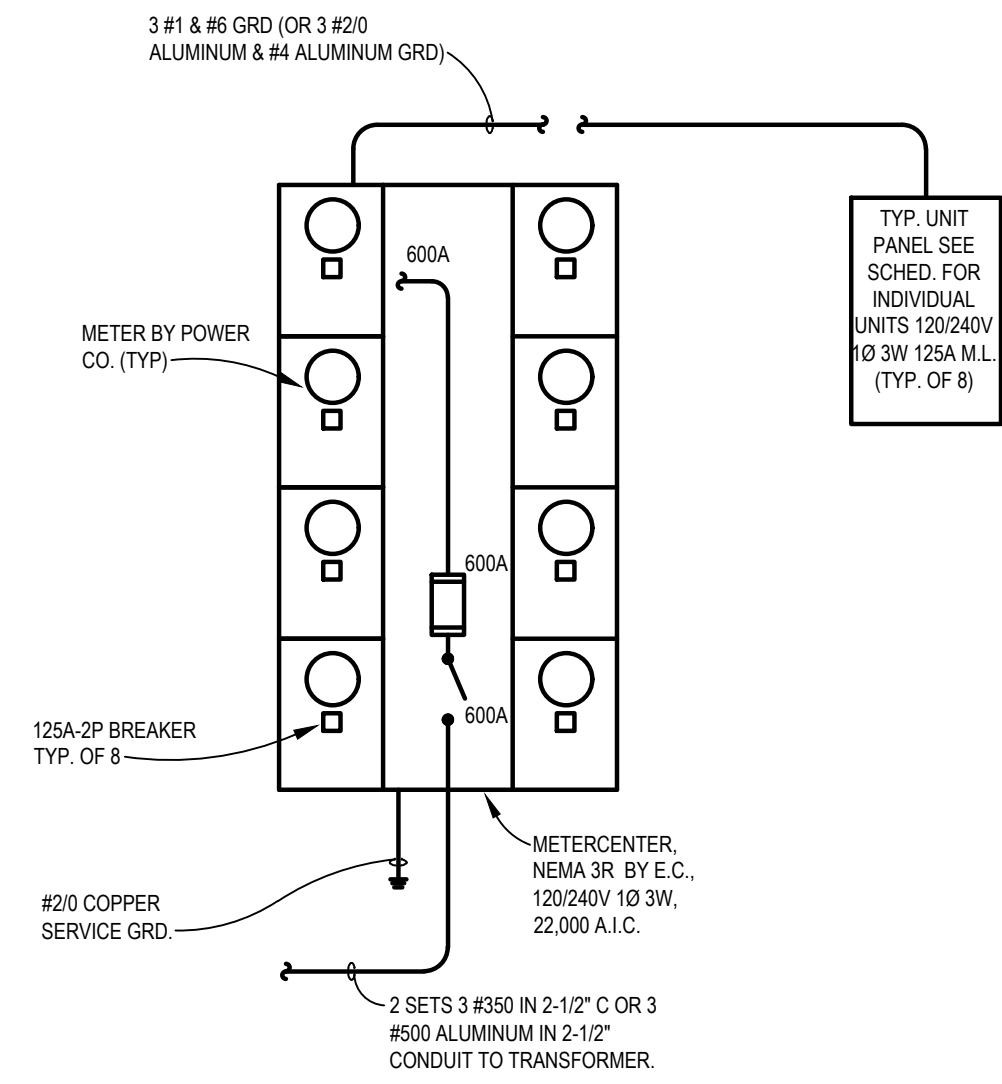 3 #1 & #6 GRD (OR 3 #2/0
ALUMINUM & #4 ALUMINUM GRD)
TYP. UNIT
PANEL SEE
SCHED. FOR
INDIVIDUAL
UNITS 120/240V
1Ø 3W 125A M.L.
(TYP. OF 8)
600A
METER BY POWER
CO. (TYP)
600A
600A
125A-2P BREAKER
TYP. OF 8
METERCENTER,
NEMA 3R BY E.C.,
120/240V 1Ø 3W,
22,000 A.I.C.
#2/0 COPPER
SERVICE GRD.
2 SETS 3 #350 IN 2-1/2" C OR 3
#500 ALUMINUM IN 2-1/2"
CONDUIT TO TRANSFORMER.